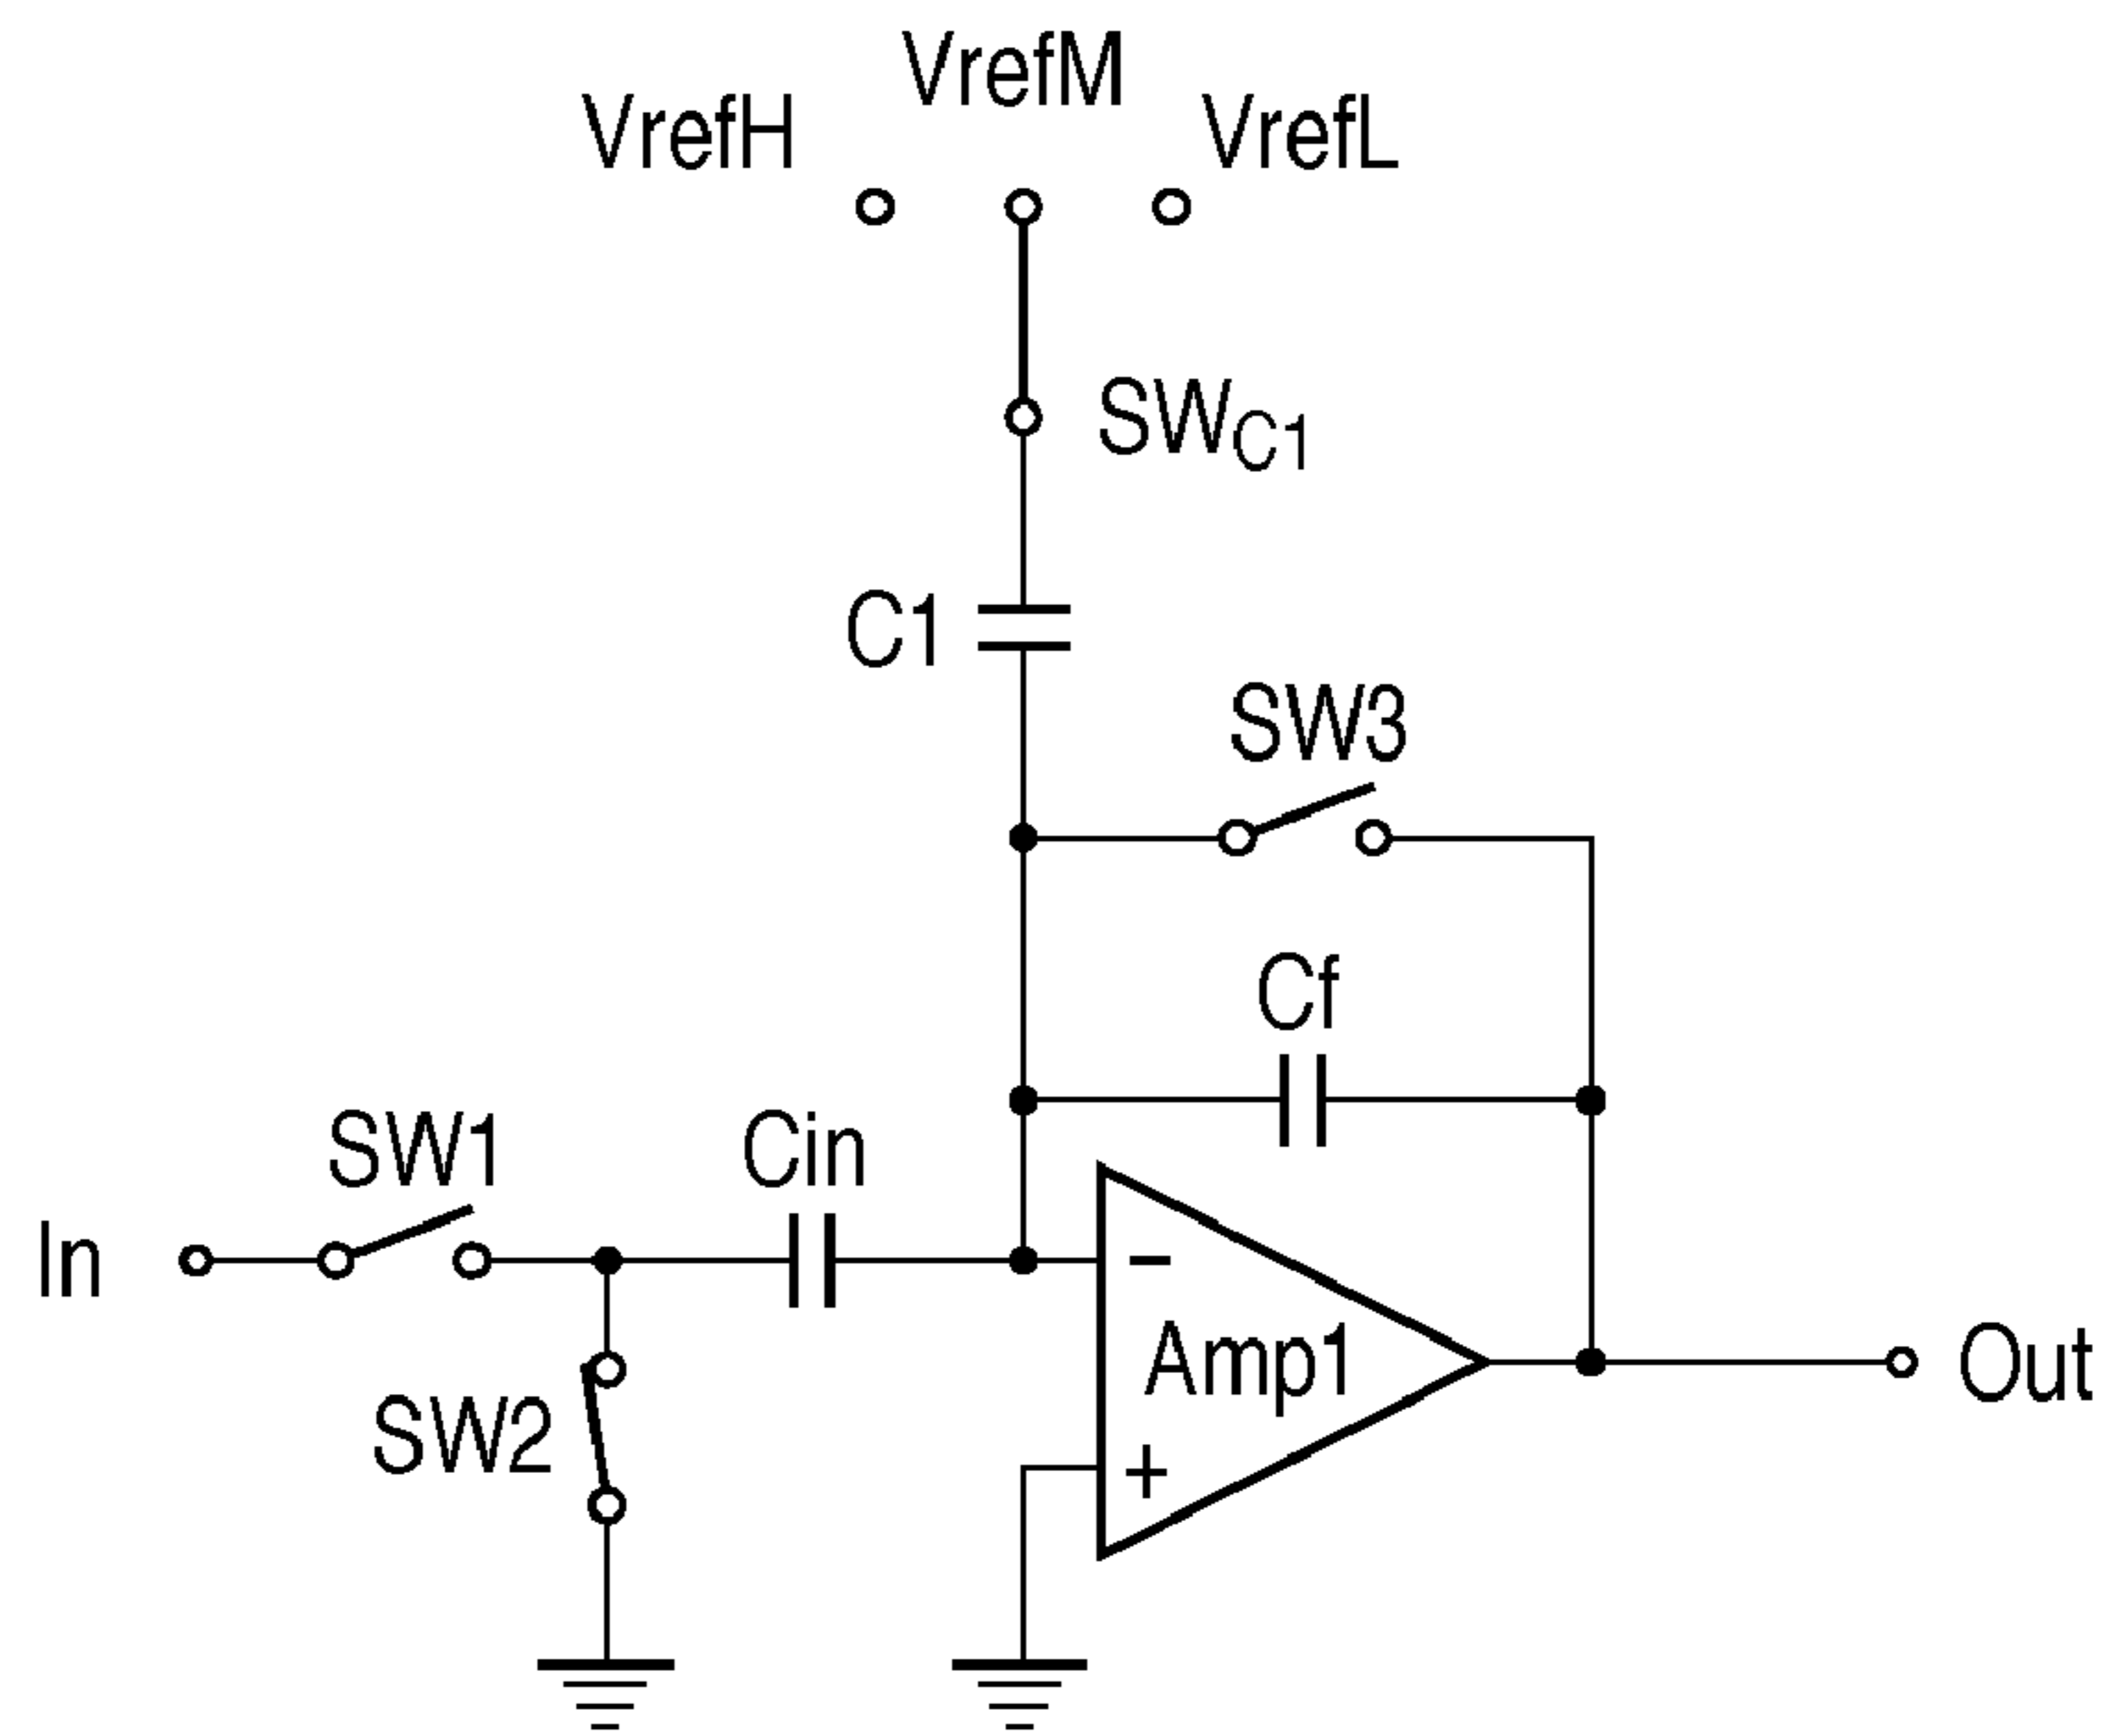 VrefM
VrefH
VrefL
SWC1
C1
SW3
Cf
SW1
Cin
In
−
Amp1
Out
SW2
+